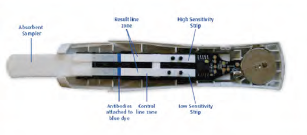 Absorbent
Sampler
Result line
zone
High Sensitivity
Strip
Antibodies
attached to
blue dye
Control
line zone
Low Sensitivity
Strip